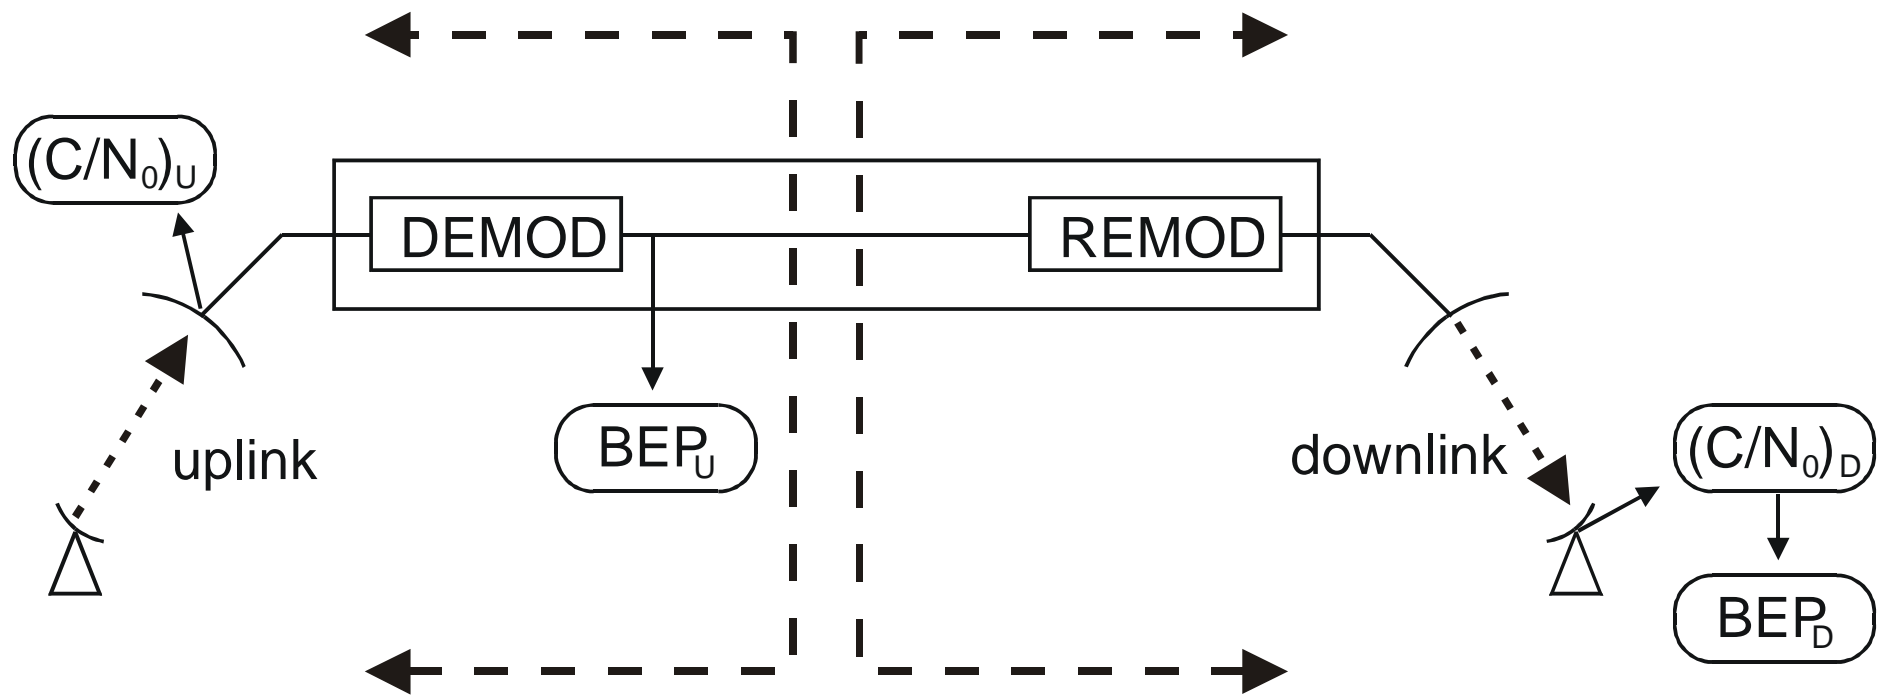 (C/N₀)U
DEMOD
REMOD
uplink
BEPU
downlink
(C/N₀)D
BEPD